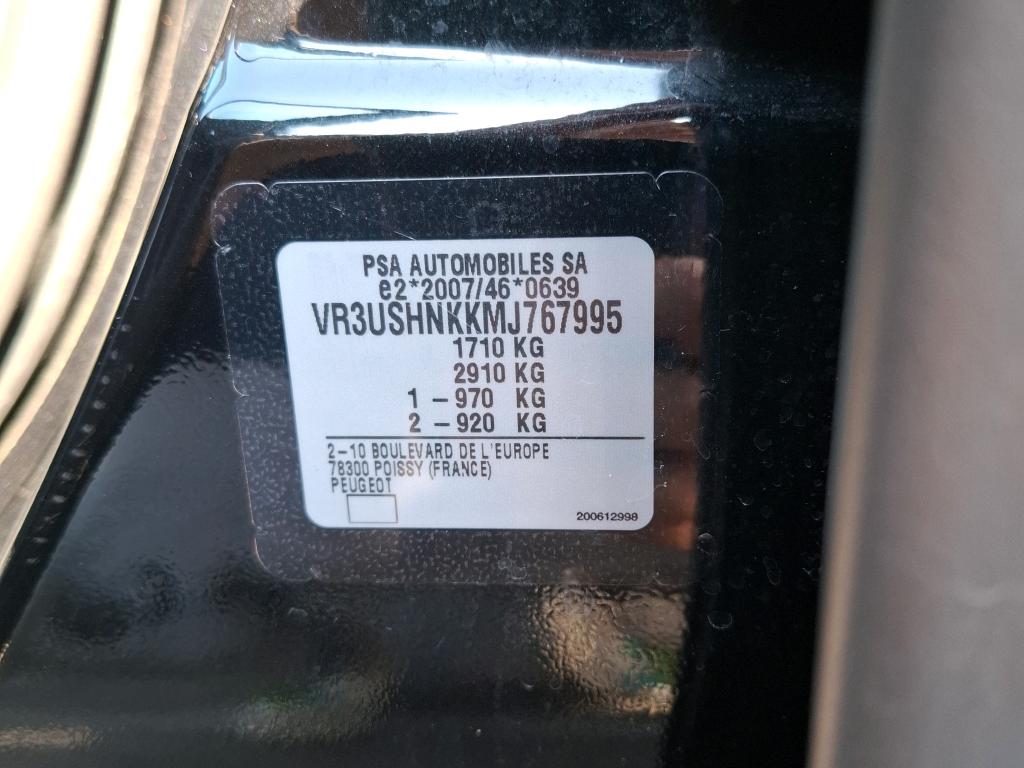 PSA AUTOMOBILES SA
e2*2007/46*0639
VR3USHNKKMJ767995
1710 KG
2910 KG
1 - 970 KG
2 - 920 KG
2-10 BOULEVARD DE L'EUROPE
78300 POISSY (FRANCE)
PEUGEOT
200612998